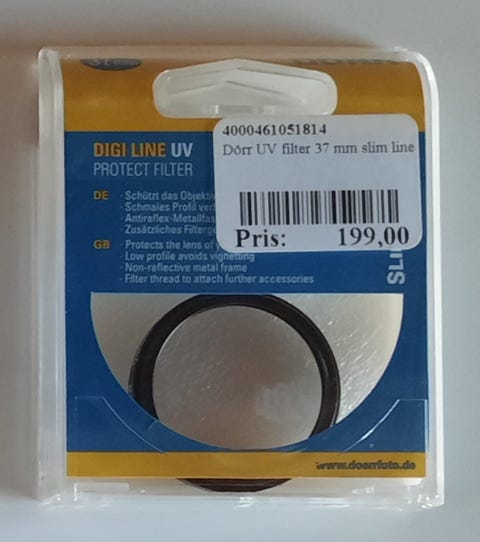 4000461051814
Dörr UV filter 37 mm slim line
Pris: 199,00
DIGI LINE UV
PROTECT FILTER
DE
· Schützt das Objekt
· Schmales Profil
· Antireflex-Metallfas
· Zusätzliches
GB
· Protects the lens of
· Low profile avoids vignetting
· Non-reflective metal frame
· Filter thread to attach further accessories
www.doerrfoto.de